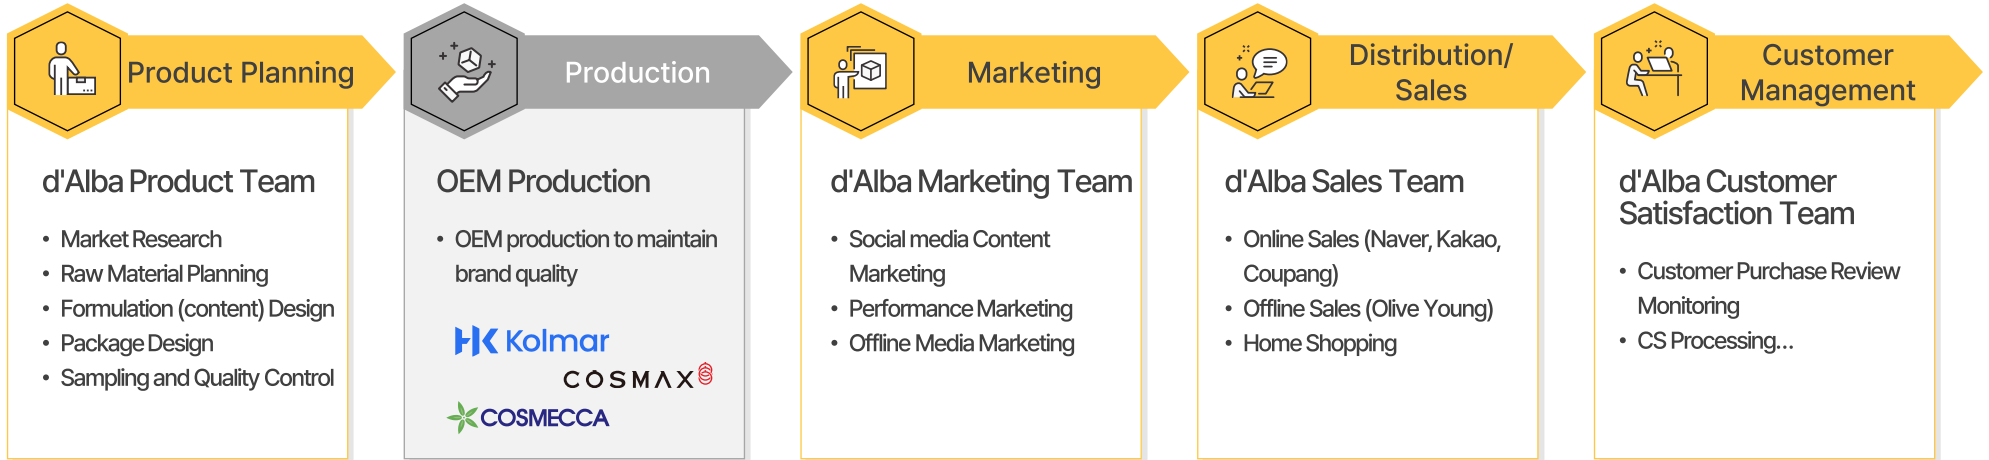 Product Planning
d'Alba Product Team
• Market Research
• Raw Material Planning
• Formulation (content) Design
• Package Design
• Sampling and Quality Control
Production
OEM Production
• OEM production to maintain
brand quality
HK Kolmar
COSMAX
COSMECCA
Marketing
d'Alba Marketing Team
• Social media Content
Marketing
• Performance Marketing
• Offline Media Marketing
Distribution/
Sales
d'Alba Sales Team
• Online Sales (Naver, Kakao,
Coupang)
• Offline Sales (Olive Young)
• Home Shopping
Customer
Management
d'Alba Customer
Satisfaction Team
• Customer Purchase Review
Monitoring
• CS Processing...